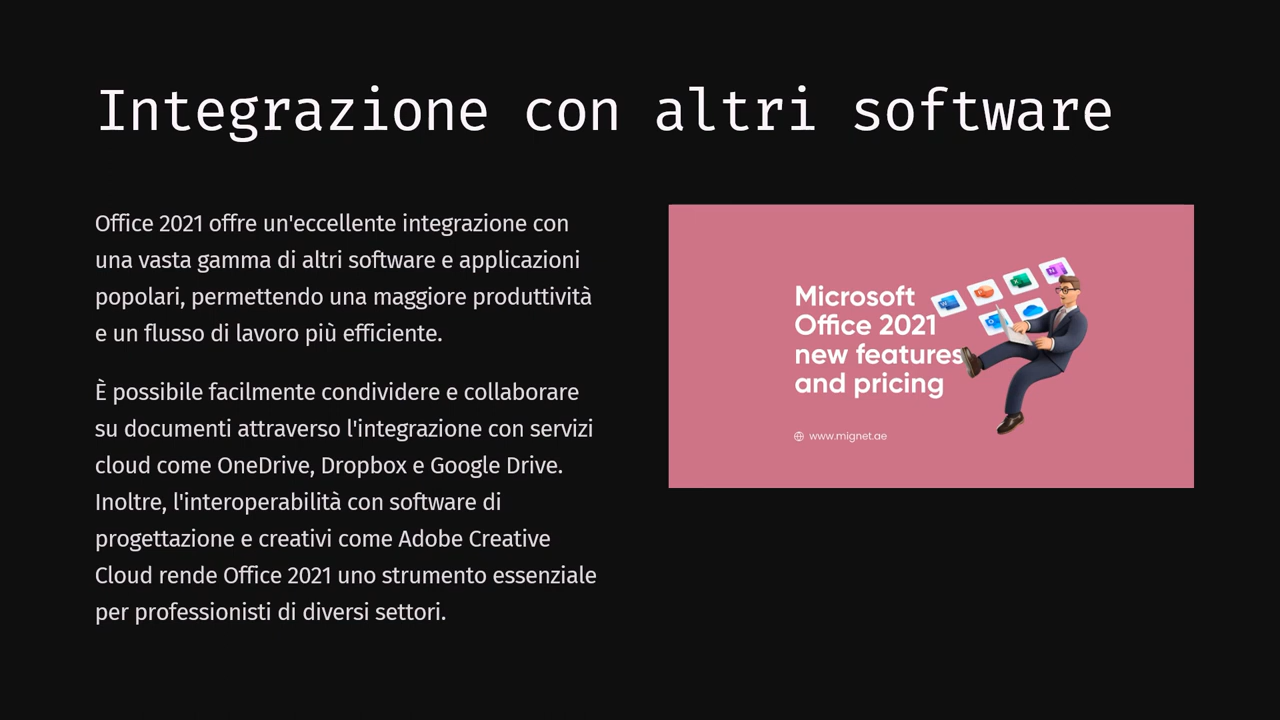 Integrazione con altri software
Office 2021 offre un'eccellente integrazione con
una vasta gamma di altri software e applicazioni
popolari, permettendo una maggiore produttività
e un flusso di lavoro più efficiente.
È possibile facilmente condividere e collaborare
su documenti attraverso l'integrazione con servizi
cloud come OneDrive, Dropbox e Google Drive.
Inoltre, l'interoperabilità con software di
progettazione e creativi come Adobe Creative
Cloud rende Office 2021 uno strumento essenziale
per professionisti di diversi settori.
Microsoft
Office 2021
new features
and pricing
www.mignet.ae